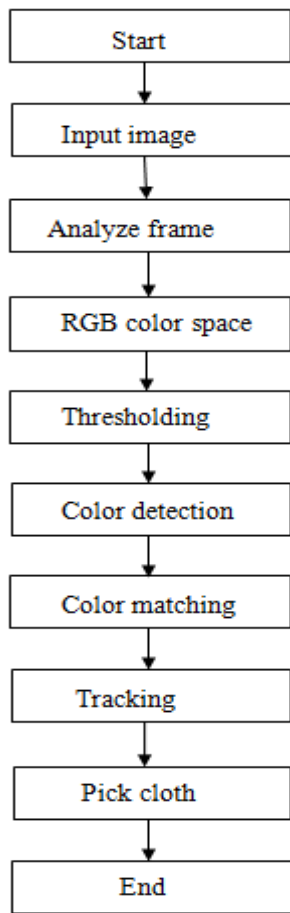 Start
Input image
Analyze frame
RGB color space
Thresholding
Color detection
Color matching
Tracking
Pick cloth
End